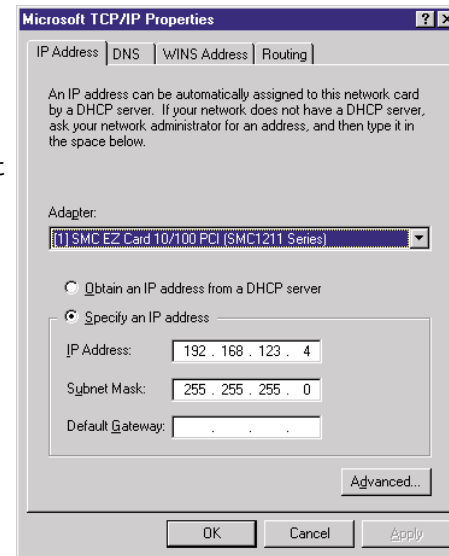 Microsoft TCP/IP Properties
IP Address DNS WINS Address Routing
An IP address can be automatically assigned to this network card
by a DHCP server. If your network does not have a DHCP server,
ask your network administrator for an address, and then type it in
the space below.
t
Adapter:
[1] SMC EZ Card 10/100 PCI (SMC1211 Series)
Obtain an IP address from a DHCP server
Specify an IP address
IP Address: 192 . 168 . 123 . 4
Subnet Mask: 255 . 255 . 255 . 0
Default Gateway: . . .
Advanced...
OK Cancel Apply